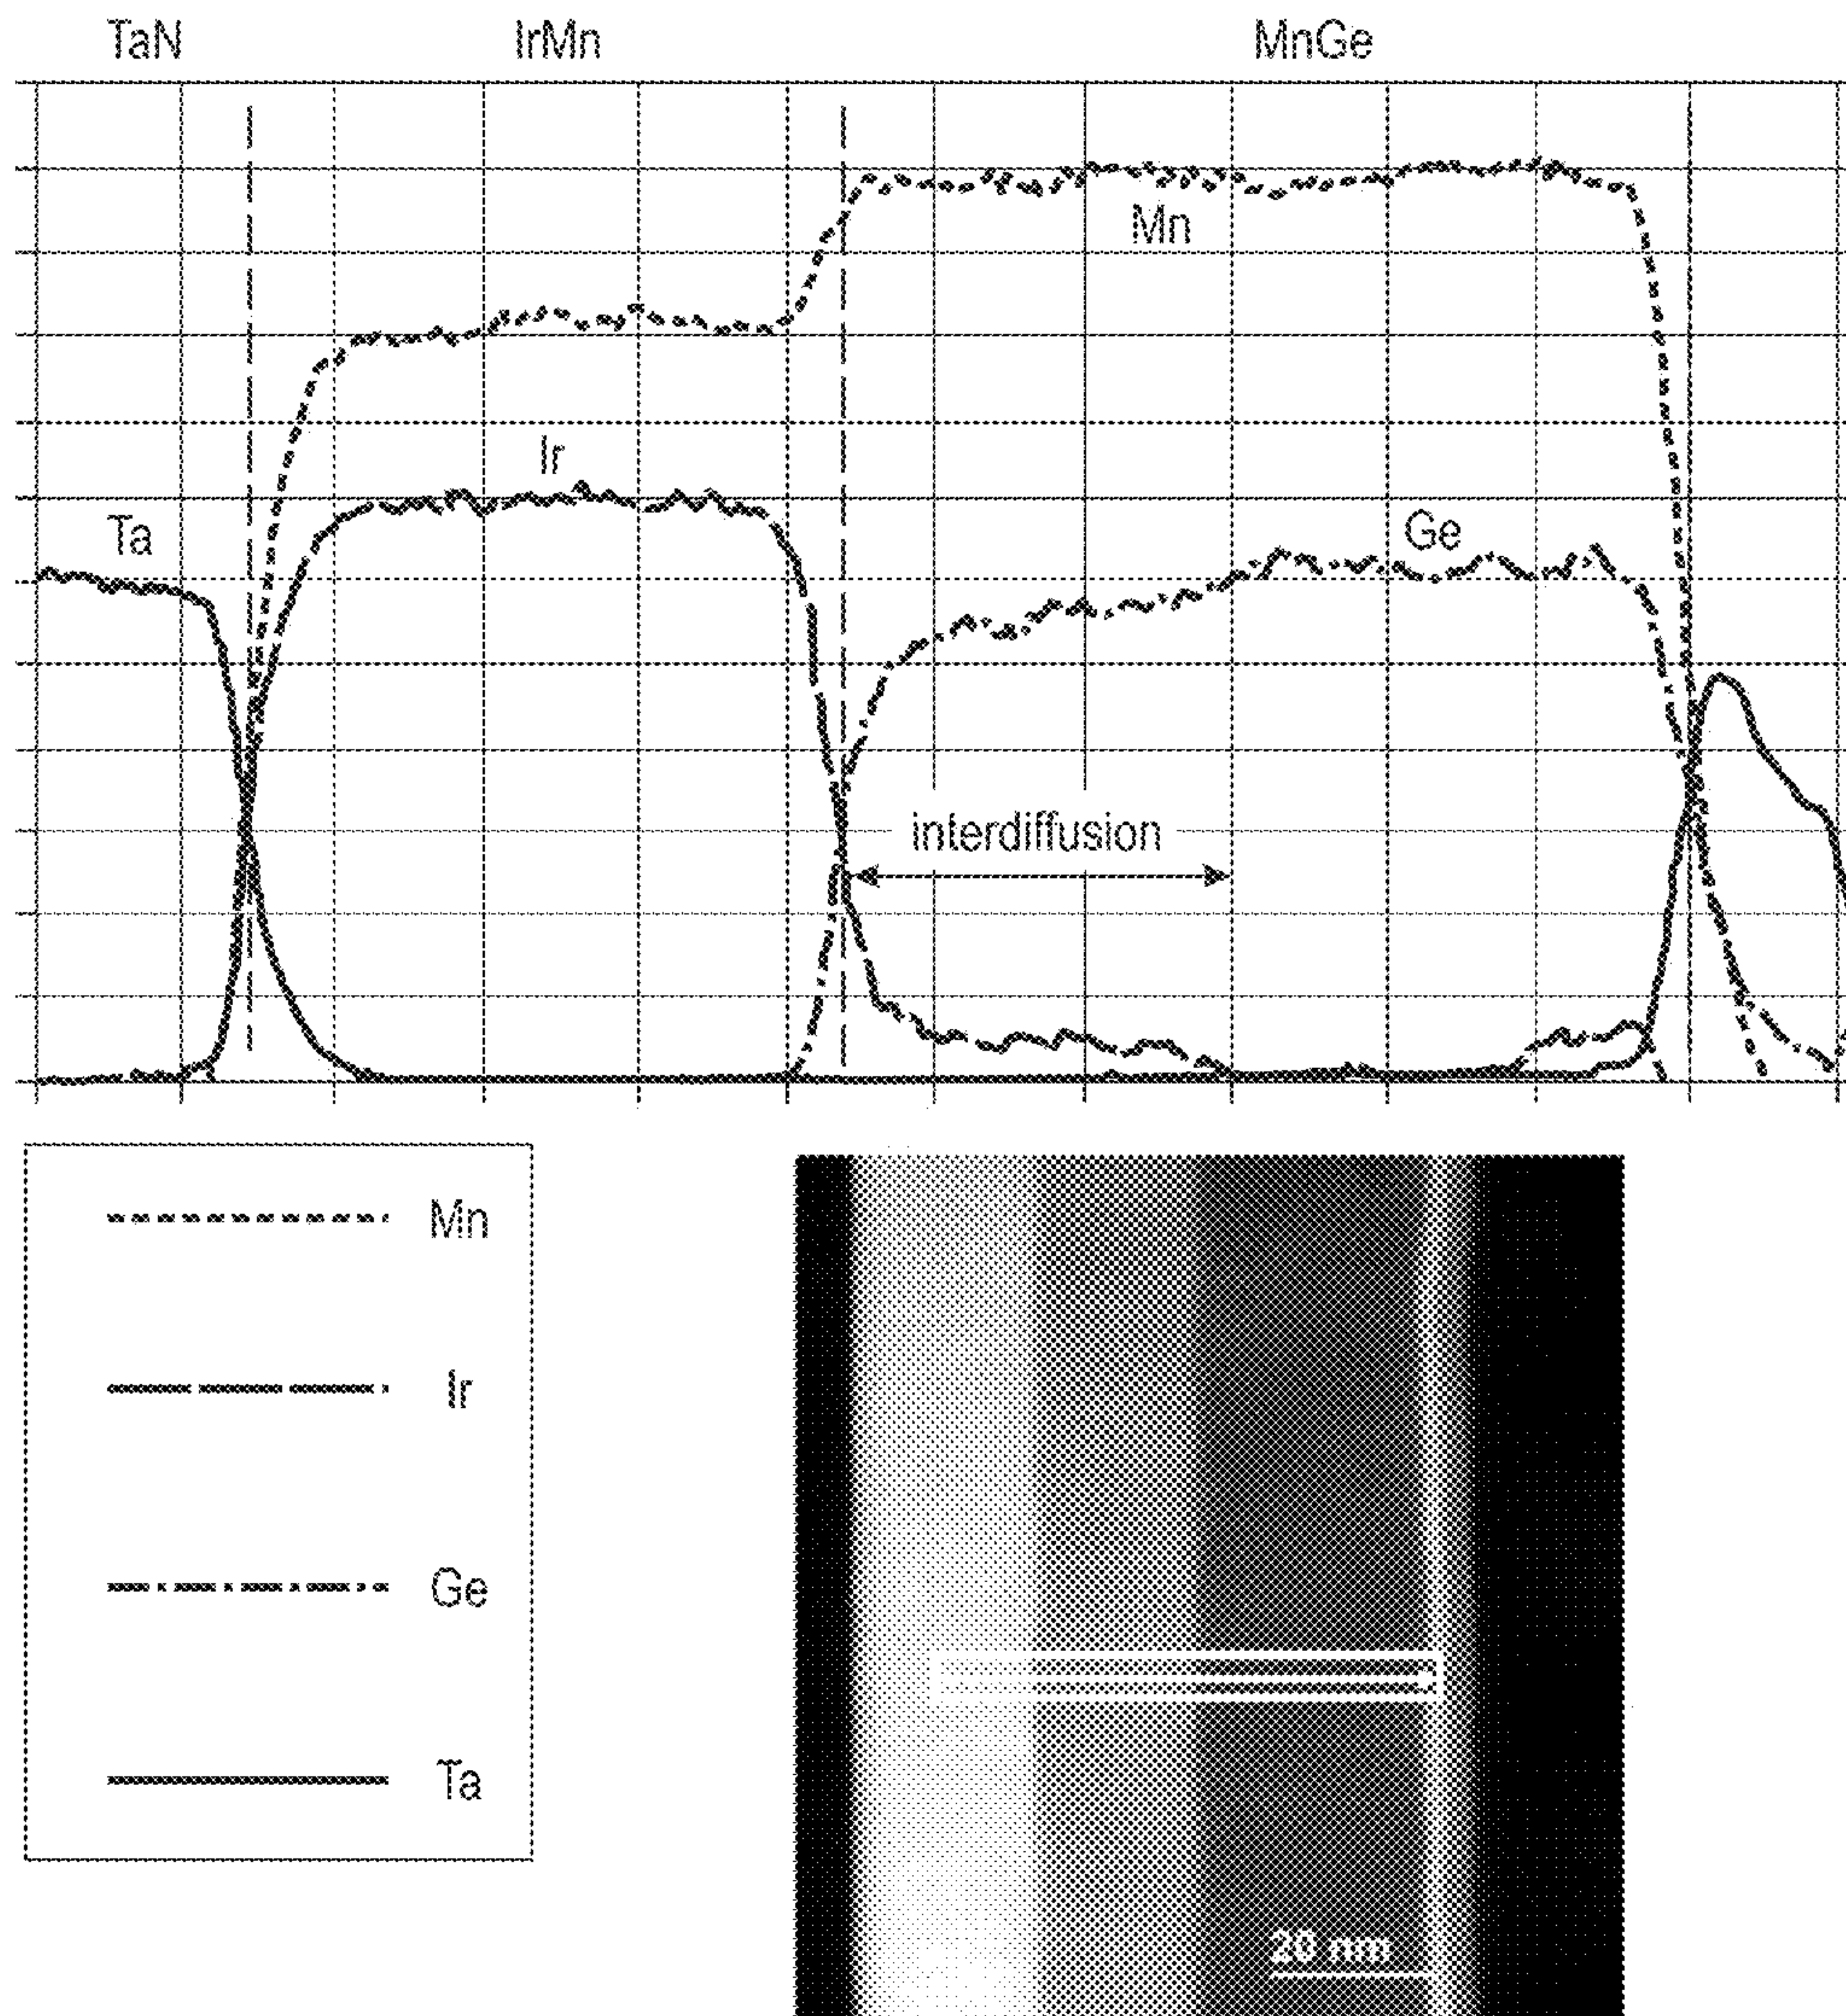 TaN IrMn MnGe
Mn
Ir
Ta
Ge
interdiffusion
Mn
Ir
Ge
Ta
20 nm